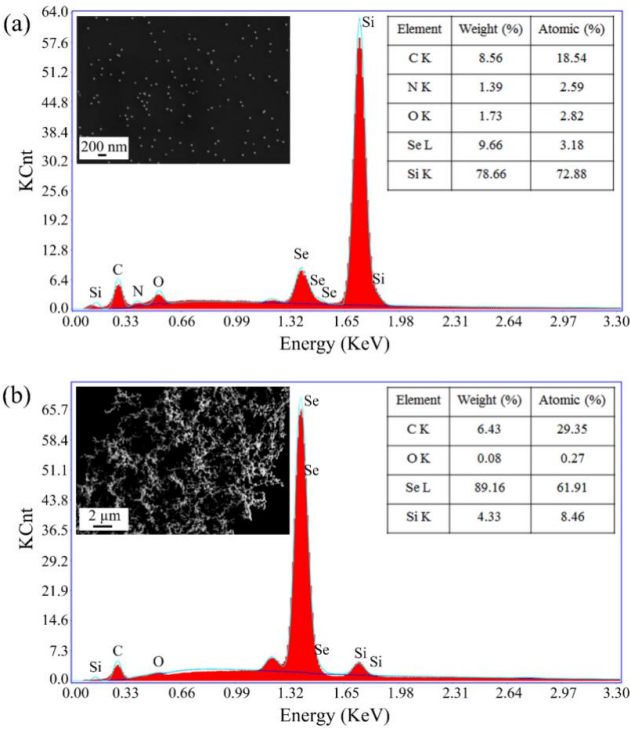 (a)
64.0
57.6
51.2
44.8
38.4
30.2
25.6
19.2
12.8
6.4
0.0
KCnt
200 nm
Si
C
N
O
Se
Se
Se
Si
Si
Element Weight (%) Atomic (%)
C K 8.56 18.54
N K 1.39 2.59
O K 1.73 2.82
Se L 9.66 3.18
Si K 78.66 72.88
0.00 0.33 0.66 0.99 1.32 1.65 1.98 2.31 2.64 2.97 3.30
Energy (KeV)
(b)
65.7
58.4
51.1
43.8
36.5
29.2
21.9
14.6
7.3
0.0
KCnt
2 µm
Si
C
O
Se
Se
Se
Si
Si
Element Weight (%) Atomic (%)
C K 6.43 29.35
O K 0.08 0.27
Se L 89.16 61.91
Si K 4.33 8.46
0.00 0.33 0.66 0.99 1.32 1.65 1.98 2.31 2.64 2.97 3.30
Energy (KeV)